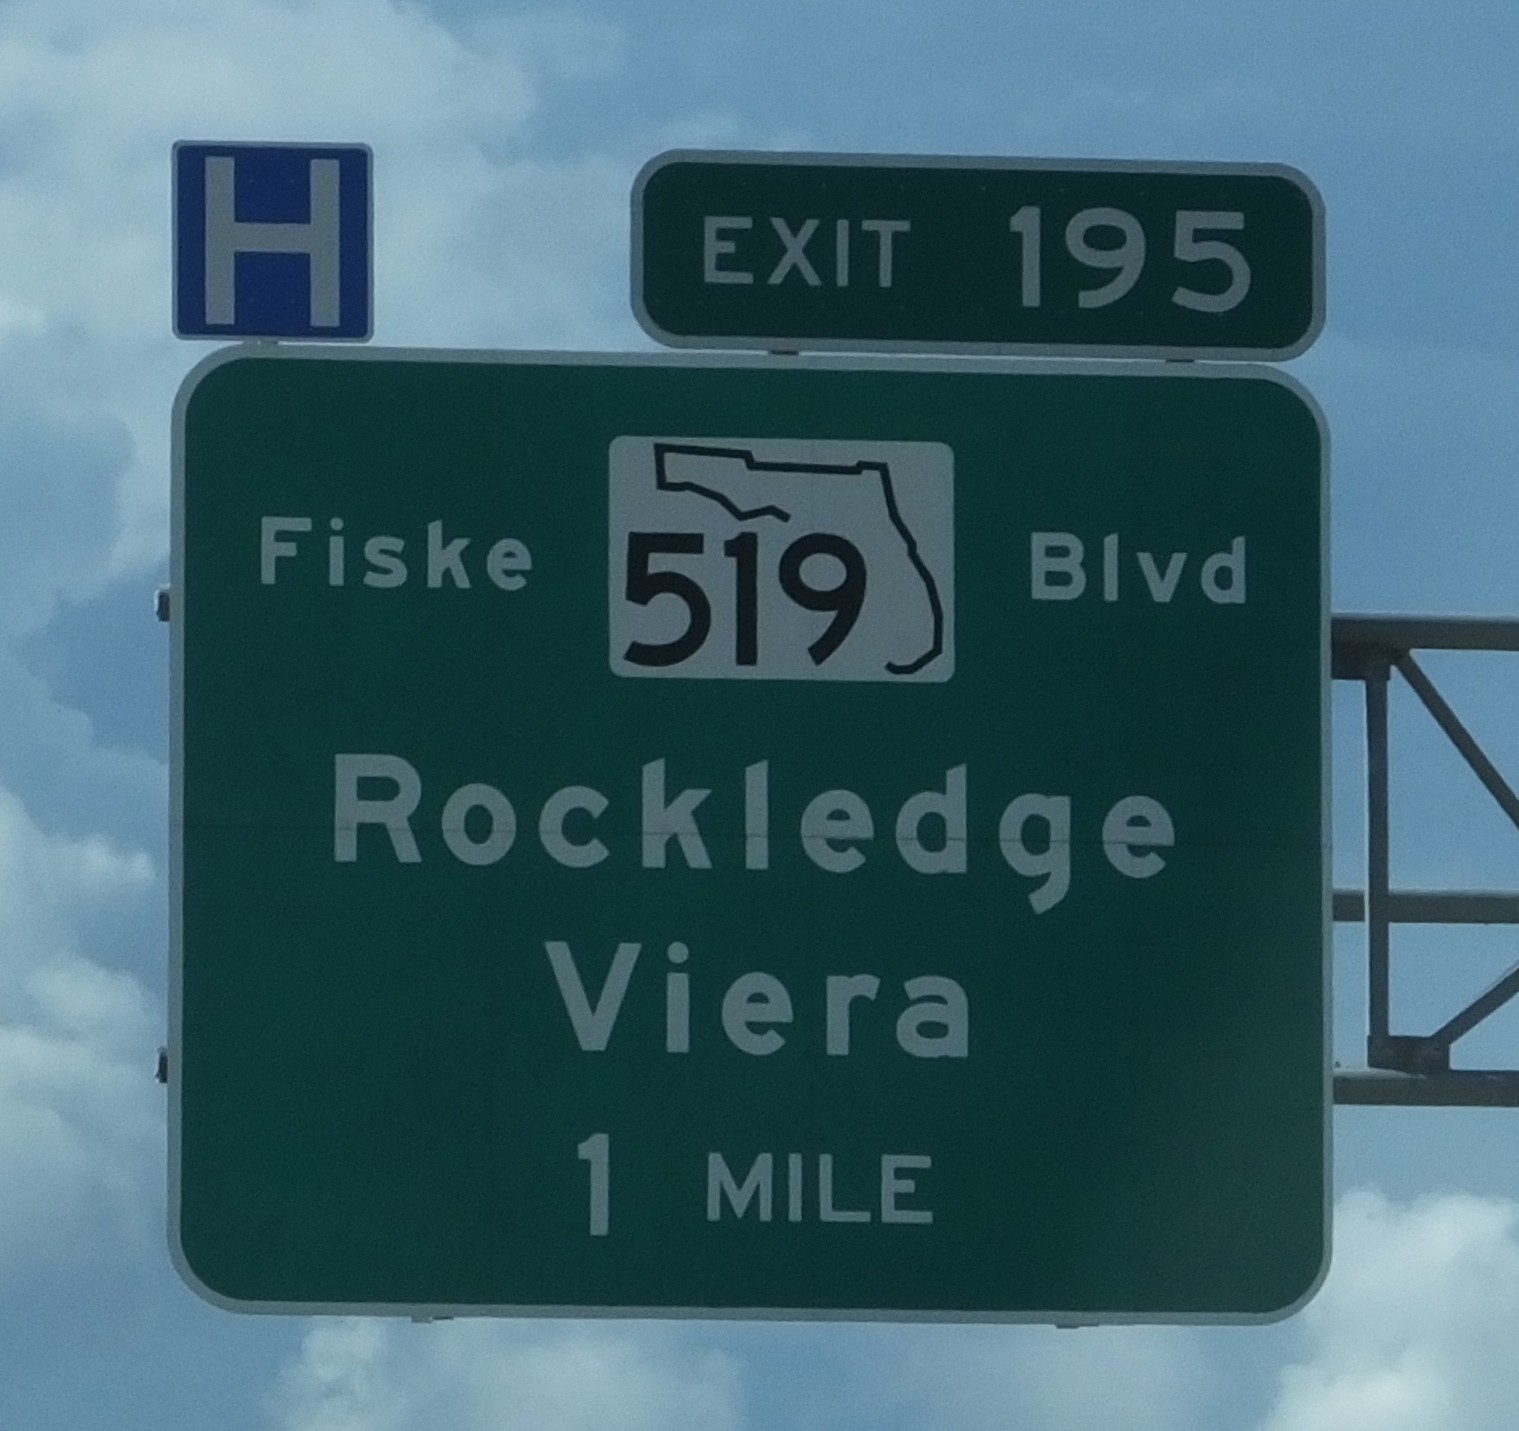 H
EXIT 195
Fiske 519 Blvd
Rockledge
Viera
1 MILE